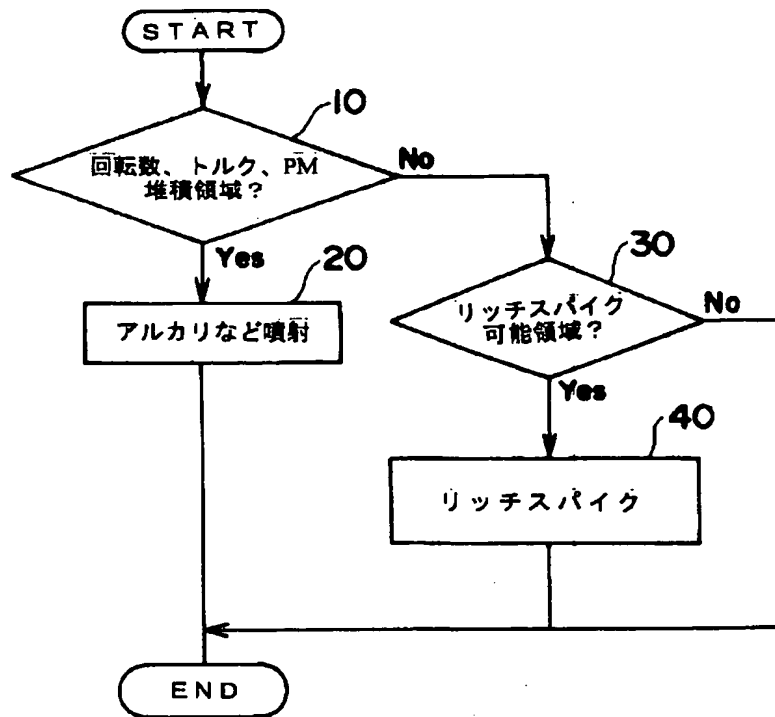 START
10
回転数、トルク、PM
堆積領域？
No
Yes
20
アルカリなど噴射
30
リッチスパイク
可能領域？
No
Yes
40
リッチスパイク
END